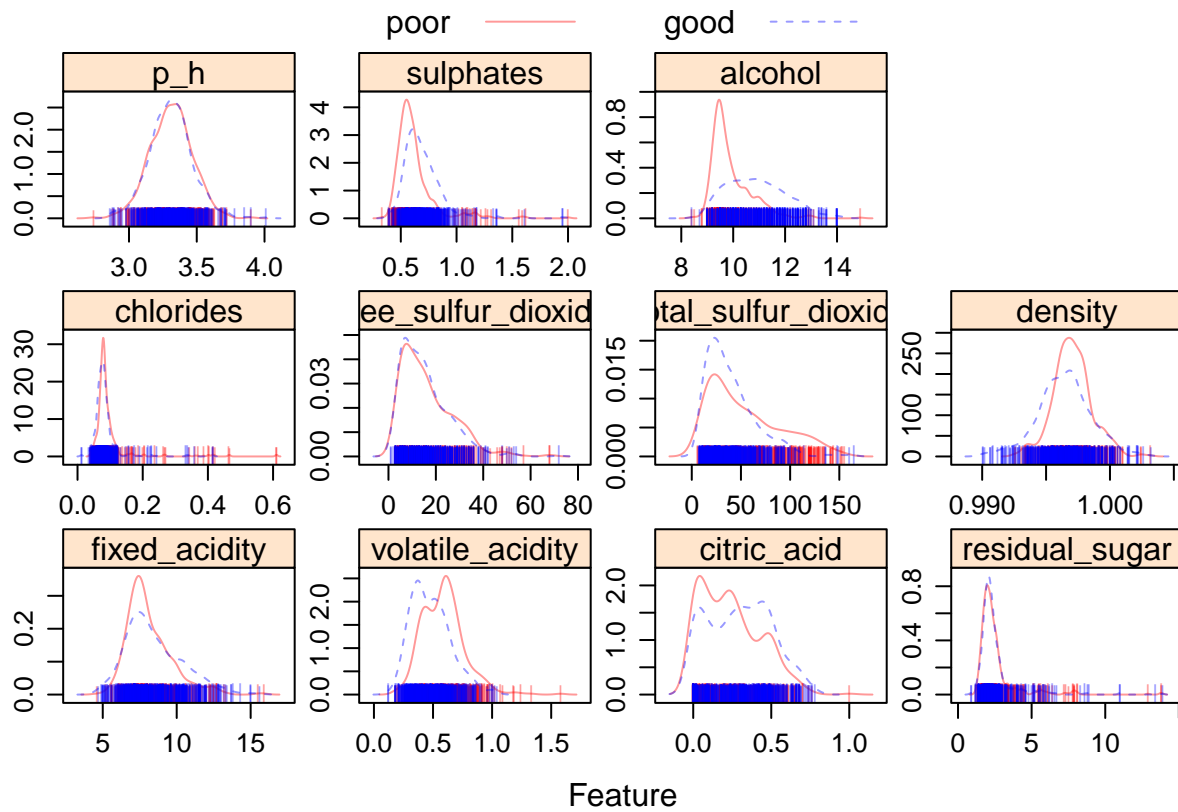 poor good
p_h sulphates alcohol
0.0 1.0 2.0
3.0 3.5 4.0
0 1 2 3 4
0.5 1.0 1.5 2.0
0.0 0.4 0.8
8 10 12 14
chlorides ee_sulfur_dioxid otal_sulfur_dioxic density
0 10 20 30
0.0 0.2 0.4 0.6
0.00 0.03
0 20 40 60 80
0.000 0.015
0 50 100 150
0 100 250
0.990 1.000
fixed_acidity volatile_acidity citric_acid residual_sugar
0.0 0.2
5 10 15
0.0 1.0 2.0
0.0 0.5 1.0 1.5
0.0 1.0 2.0
0.0 0.5 1.0
0.0 0.4 0.8
0 5 10
Feature